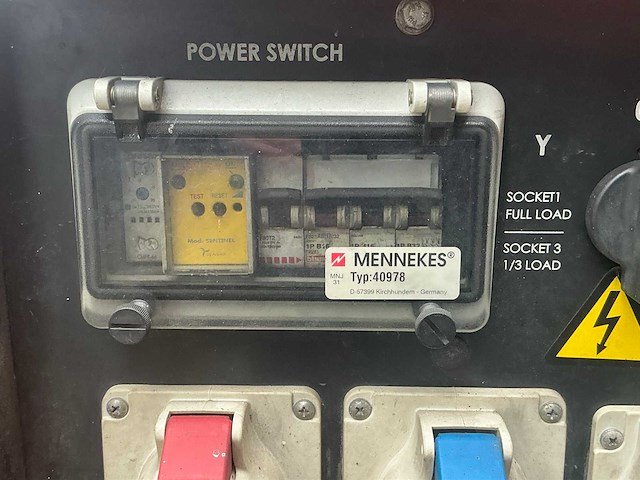 POWER SWITCH
TEST RESET
Y
SOCKET1
FULL LOAD
SOCKET 3
1/3 LOAD
MENNEKES®
MNJ
31
Typ:40978
D-57399 Kirchhundem - Germany